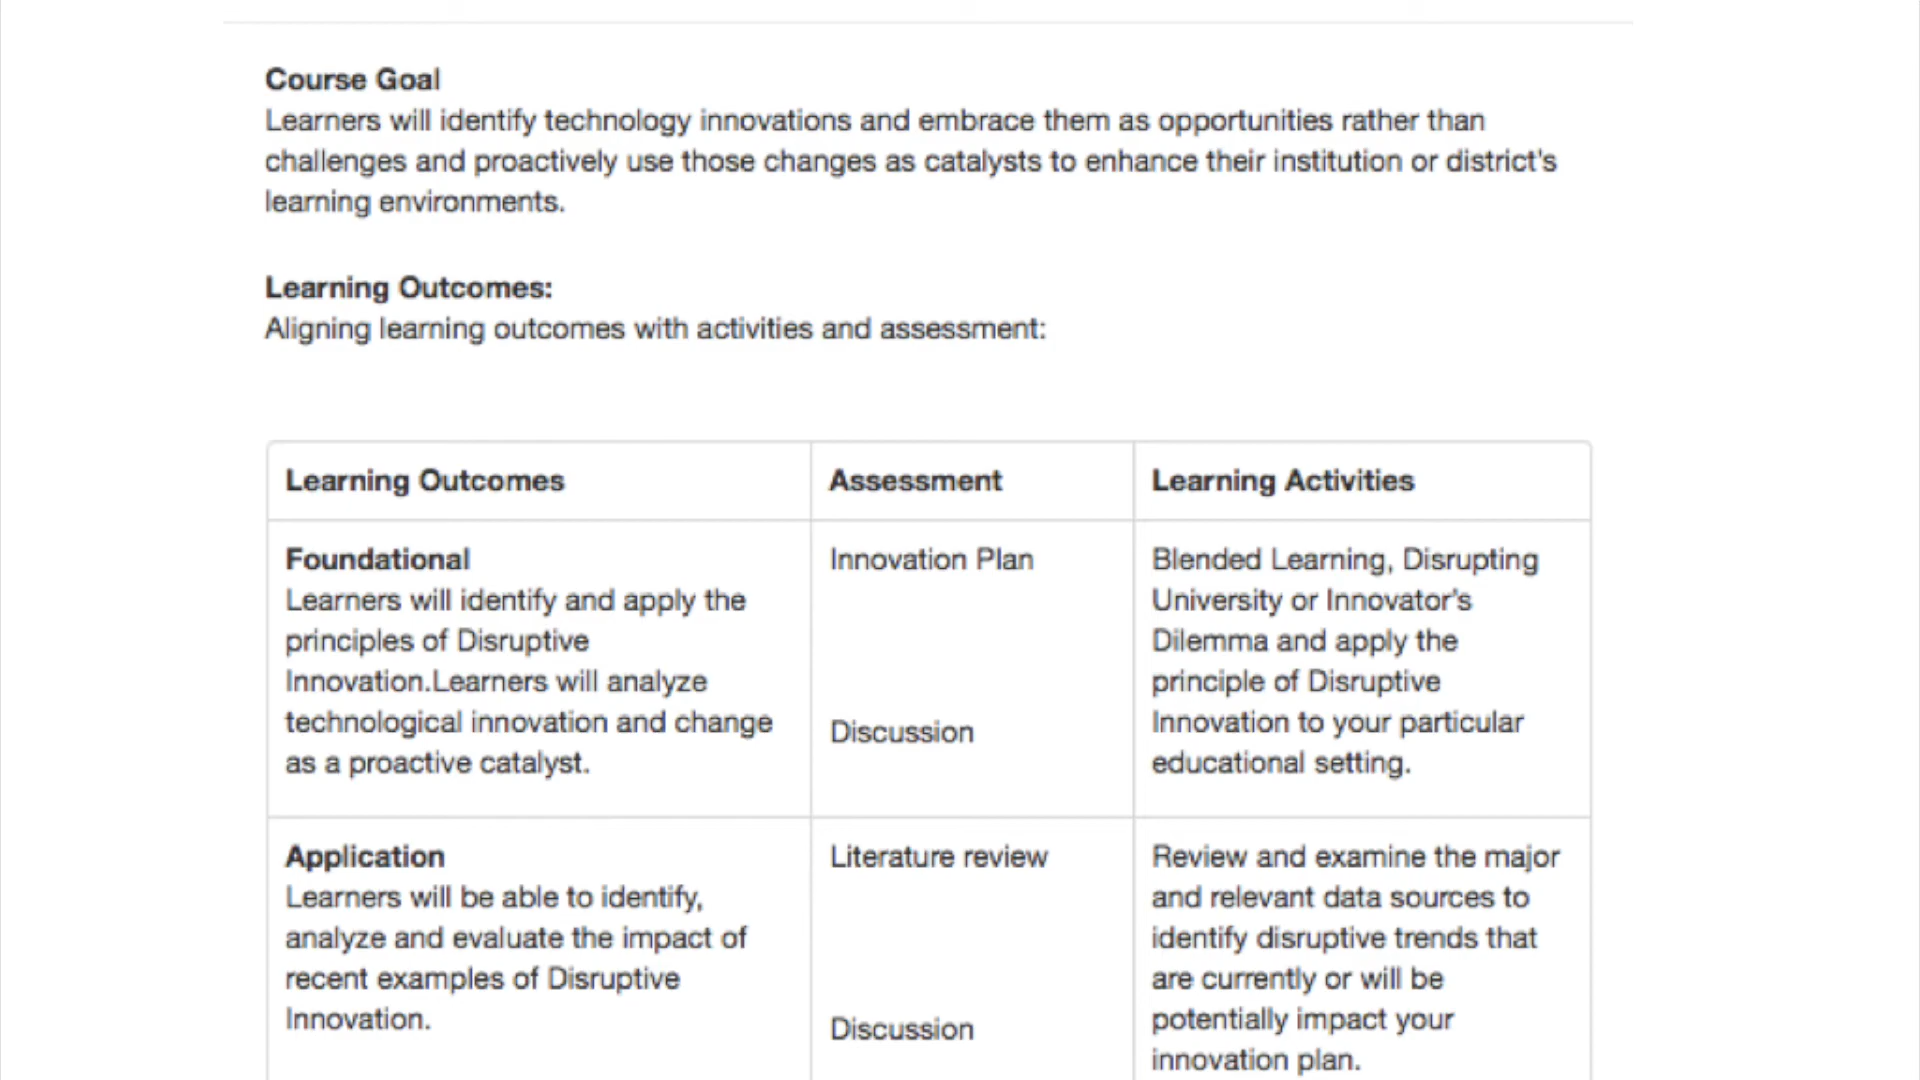 Course Goal
Learners will identify technology innovations and embrace them as opportunities rather than
challenges and proactively use those changes as catalysts to enhance their institution or district's
learning environments.
Learning Outcomes:
Aligning learning outcomes with activities and assessment:
Learning Outcomes
Assessment
Learning Activities
Foundational
Learners will identify and apply the
principles of Disruptive
Innovation.Learners will analyze
technological innovation and change
as a proactive catalyst.
Innovation Plan
Discussion
Blended Learning, Disrupting
University or Innovator's
Dilemma and apply the
principle of Disruptive
Innovation to your particular
educational setting.
Application
Learners will be able to identify,
analyze and evaluate the impact of
recent examples of Disruptive
Innovation.
Literature review
Discussion
Review and examine the major
and relevant data sources to
identify disruptive trends that
are currently or will be
potentially impact your
innovation plan.